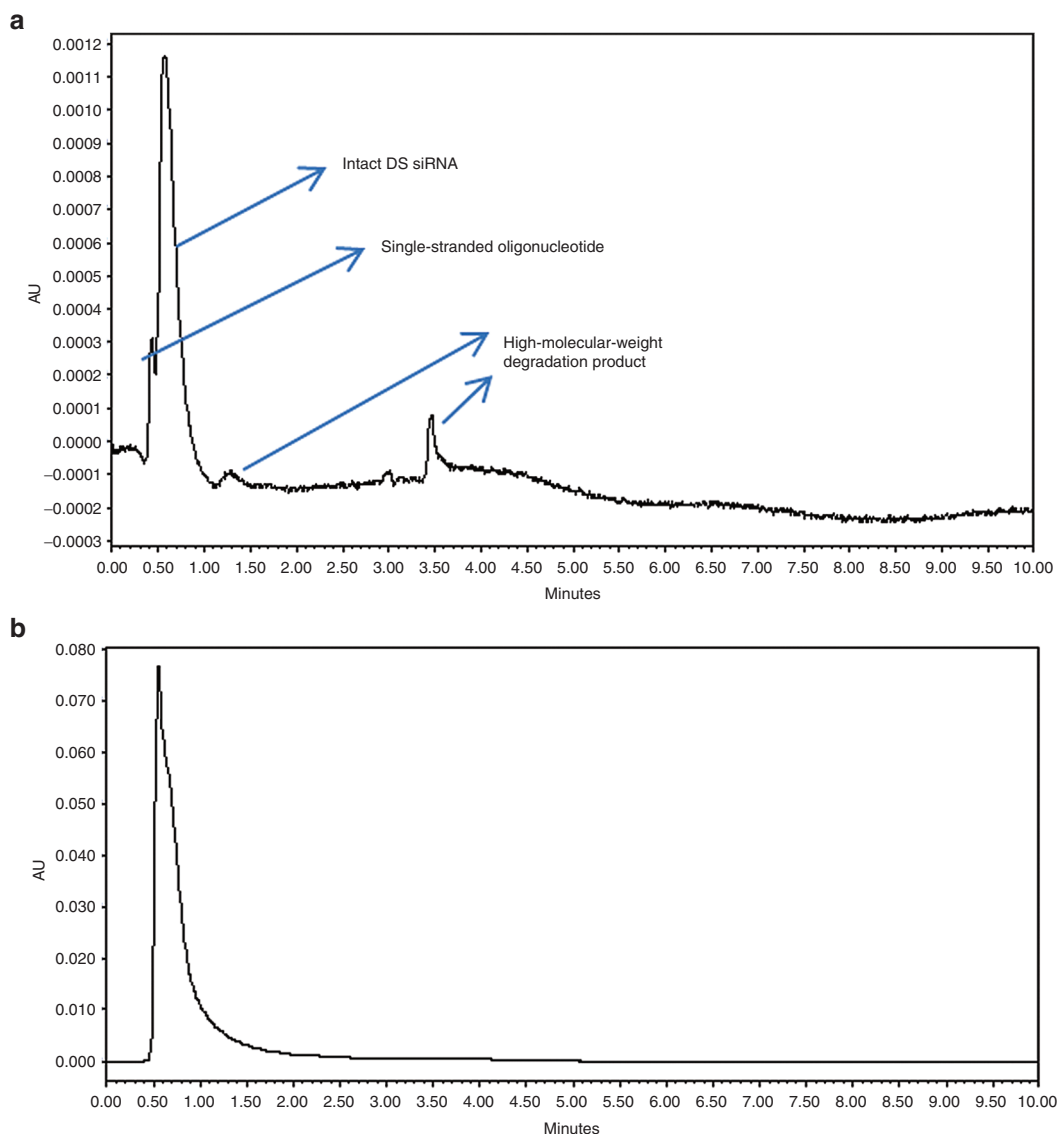 a
0.0012
0.0011
0.0010
0.0009
0.0008
0.0007
0.0006
0.0005
0.0004
0.0003
0.0002
0.0001
0.0000
−0.0001
−0.0002
−0.0003
AU
Intact DS siRNA
Single-stranded oligonucleotide
High-molecular-weight
degradation product
0.00 0.50 1.00 1.50 2.00 2.50 3.00 3.50 4.00 4.50 5.00 5.50 6.00 6.50 7.00 7.50 8.00 8.50 9.00 9.50 10.00
Minutes
b
0.080
0.070
0.060
0.050
0.040
0.030
0.020
0.010
0.000
AU
0.00 0.50 1.00 1.50 2.00 2.50 3.00 3.50 4.00 4.50 5.00 5.50 6.00 6.50 7.00 7.50 8.00 8.50 9.00 9.50 10.00
Minutes